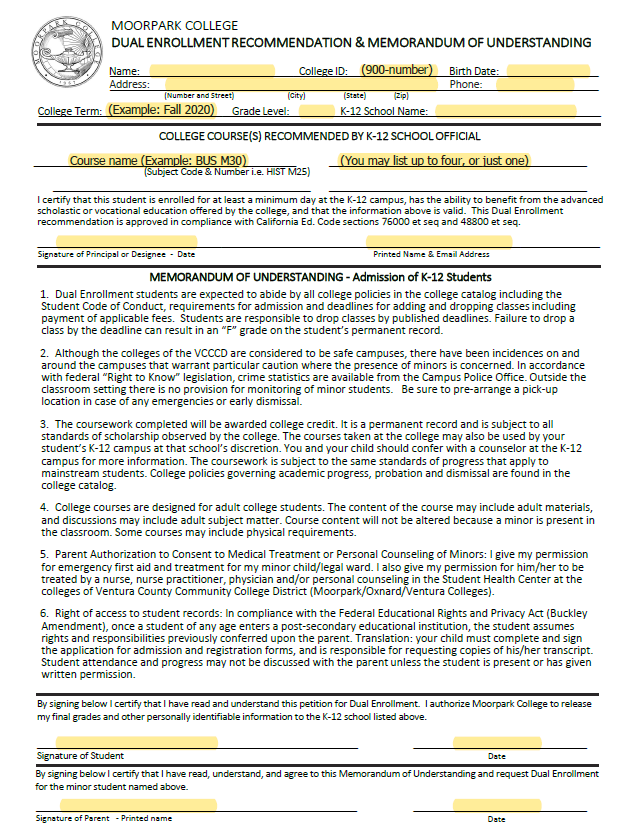 MOORPARK COLLEGE
DUAL ENROLLMENT RECOMMENDATION & MEMORANDUM OF UNDERSTANDING
Name: College ID: (900-number) Birth Date:
Address: Phone:
(Number and Street) (City) (State) (Zip)
College Term: (Example: Fall 2020) Grade Level: K-12 School Name:
COLLEGE COURSE(S) RECOMMENDED BY K-12 SCHOOL OFFICIAL
Course name (Example: BUS M30) (You may list up to four, or just one)
(Subject Code & Number i.e. HIST M25)
I certify that this student is enrolled for at least a minimum day at the K-12 campus, has the ability to benefit from the advanced
scholastic or vocational education offered by the college, and that the information above is valid. This Dual Enrollment
recommendation is approved in compliance with California Ed. Code sections 76000 et seq and 48800 et seq.
Signature of Principal or Designee - Date Printed Name & Email Address
MEMORANDUM OF UNDERSTANDING - Admission of K-12 Students
1. Dual Enrollment students are expected to abide by all college policies in the college catalog including the
Student Code of Conduct, requirements for admission and deadlines for adding and dropping classes including
payment of applicable fees. Students are responsible to drop classes by published deadlines. Failure to drop a
class by the deadline can result in an “F” grade on the student’s permanent record.
2. Although the colleges of the VCCCD are considered to be safe campuses, there have been incidences on and
around the campuses that warrant particular caution where the presence of minors is concerned. In accordance
with federal “Right to Know” legislation, crime statistics are available from the Campus Police Office. Outside the
classroom setting there is no provision for monitoring of minor students. Be sure to pre-arrange a pick-up
location in case of any emergencies or early dismissal.
3. The coursework completed will be awarded college credit. It is a permanent record and is subject to all
standards of scholarship observed by the college. The courses taken at the college may also be used by your
student’s K-12 campus at that school’s discretion. You and your child should confer with a counselor at the K-12
campus for more information. The coursework is subject to the same standards of progress that apply to
mainstream students. College policies governing academic progress, probation and dismissal are found in the
college catalog.
4. College courses are designed for adult college students. The content of the course may include adult materials,
and discussions may include adult subject matter. Course content will not be altered because a minor is present in
the classroom. Some courses may include physical requirements.
5. Parent Authorization to Consent to Medical Treatment or Personal Counseling of Minors: I give my permission
for emergency first aid and treatment for my minor child/legal ward. I also give my permission for him/her to be
treated by a nurse, nurse practitioner, physician and/or personal counseling in the Student Health Center at the
colleges of Ventura County Community College District (Moorpark/Oxnard/Ventura Colleges).
6. Right of access to student records: In compliance with the Federal Educational Rights and Privacy Act (Buckley
Amendment), once a student of any age enters a post-secondary educational institution, the student assumes
rights and responsibilities previously conferred upon the parent. Translation: your child must complete and sign
the application for admission and registration forms, and is responsible for requesting copies of his/her transcript.
Student attendance and progress may not be discussed with the parent unless the student is present or has given
written permission.
By signing below I certify that I have read and understand this petition for Dual Enrollment. I authorize Moorpark College to release
my final grades and other personally identifiable information to the K-12 school listed above.
Signature of Student Date
By signing below I certify that I have read, understand, and agree to this Memorandum of Understanding and request Dual Enrollment
for the minor student named above.
Signature of Parent - Printed name Date